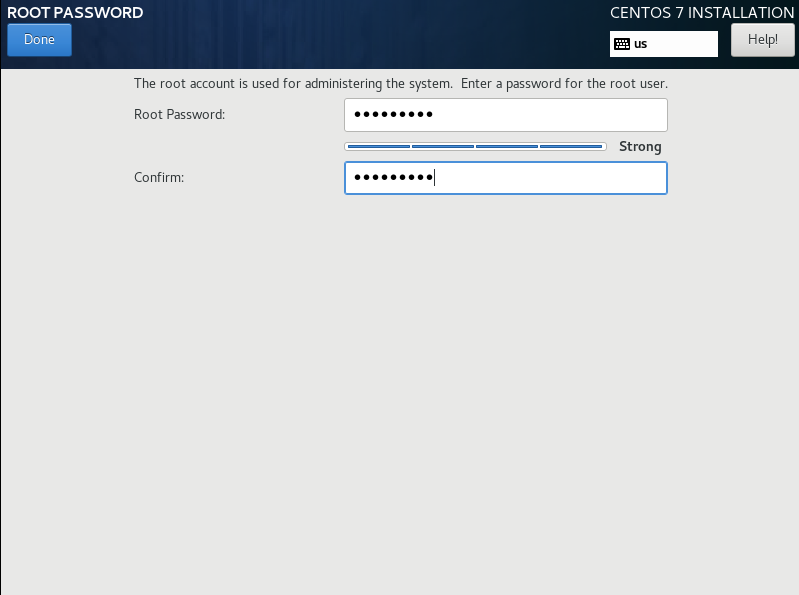 ROOT PASSWORD
CENTOS 7 INSTALLATION
Done
us
Help!
The root account is used for administering the system.  Enter a password for the root user.
Root Password:
●●●●●●●●●
Strong
Confirm:
●●●●●●●●●